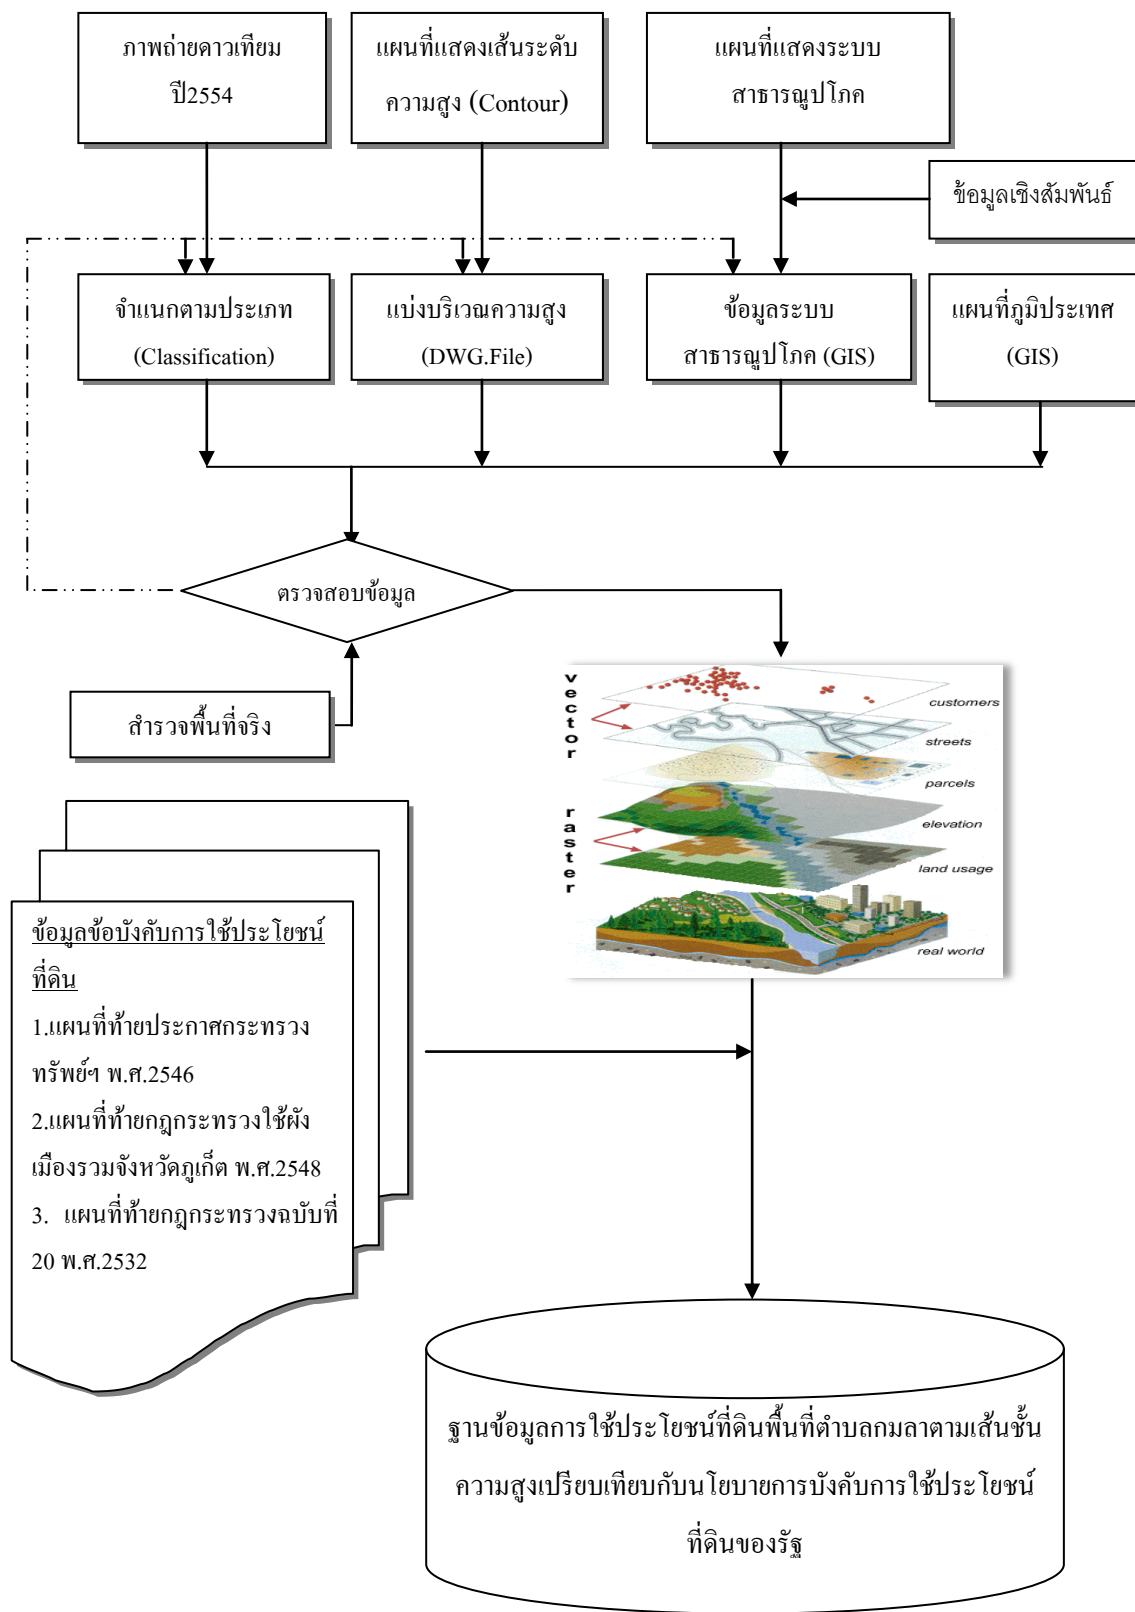 ภาพถ่ายดาวเทียม
ปี2554
แผนที่แสดงเส้นระดับ
ความสูง (Contour)
แผนที่แสดงระบบ
สาธารณูปโภค
ข้อมูลเชิงสัมพันธ์
จำแนกตามประเภท
(Classification)
แบ่งบริเวณความสูง
(DWG.File)
ข้อมูลระบบ
สาธารณูปโภค (GIS)
แผนที่ภูมิประเทศ
(GIS)
ตรวจสอบข้อมูล
สำรวจพื้นที่จริง
vector
customers
streets
parcels
raster
elevation
land usage
real world
ข้อมูลข้อบังคับการใช้ประโยชน์
ที่ดิน
1.แผนที่ท้ายประกาศกระทรวง
ทรัพย์ฯ พ.ศ.2546
2.แผนที่ท้ายกฎกระทรวงใช้ผัง
เมืองรวมจังหวัดภูเก็ต พ.ศ.2548
3. แผนที่ท้ายกฎกระทรวงฉบับที่
20 พ.ศ.2532
ฐานข้อมูลการใช้ประโยชน์ที่ดินพื้นที่ตำบลกมลาตามเส้นชั้น
ความสูงเปรียบเทียบกับนโยบายการบังคับการใช้ประโยชน์
ที่ดินของรัฐ